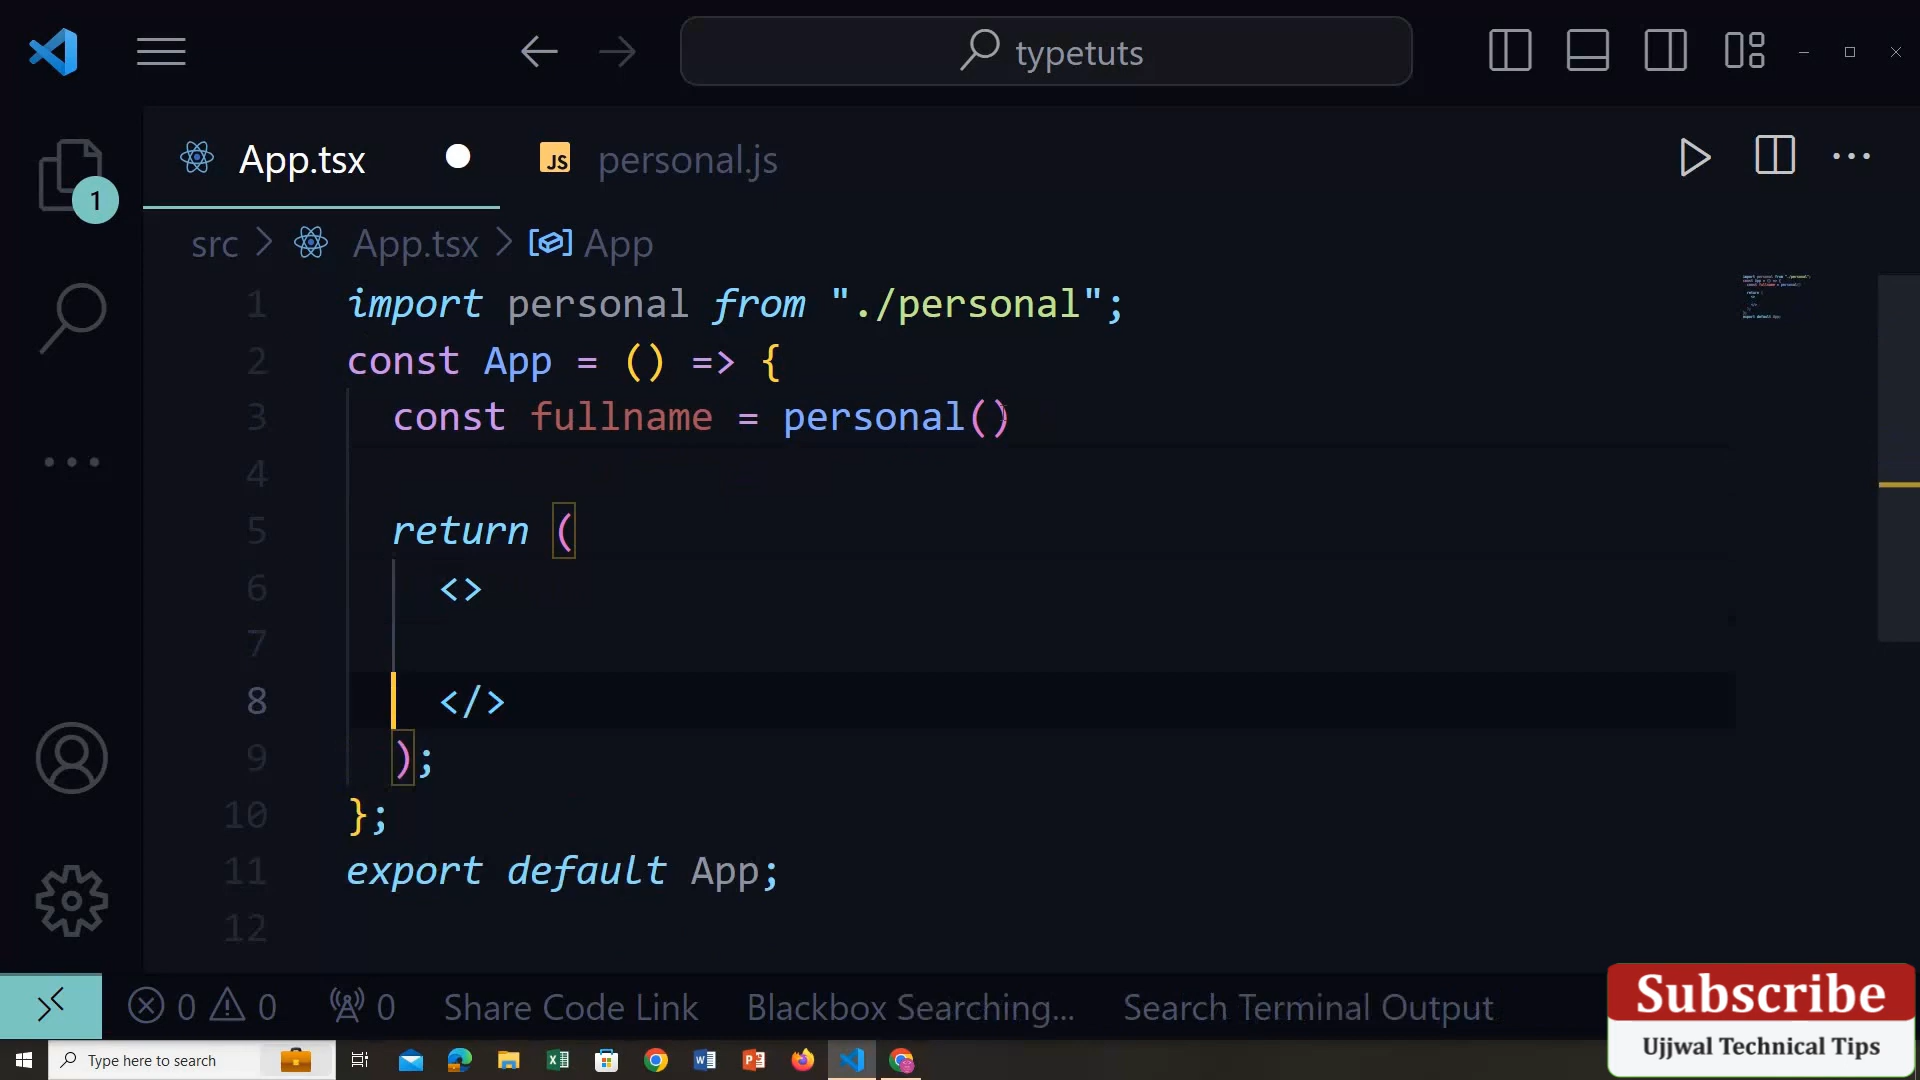 typetuts
App.tsx
JS personal.js
1
src > App.tsx > App
1 import personal from "./personal";
2 const App = () => {
3 const fullname = personal()
4
5 return (
6 <>
7
8 </>
9 );
10 };
11 export default App;
12
0 0 0 Share Code Link Blackbox Searching... Search Terminal Output
Subscribe
Ujjwal Technical Tips
Type here to search